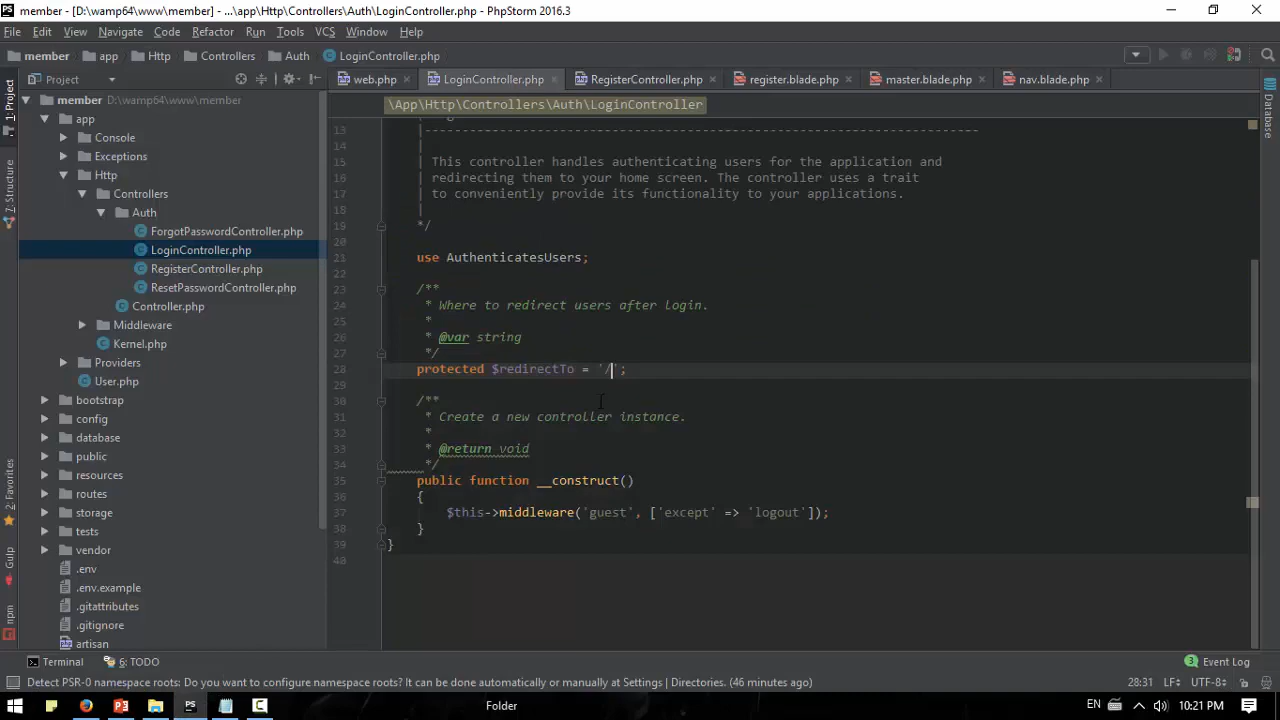 member - [D:\wamp64\www\member] - ...\app\Http\Controllers\Auth\LoginController.php - PhpStorm 2016.3
File Edit View Navigate Code Refactor Run Tools VCS Window Help
member app Http Controllers Auth LoginController.php
Project web.php LoginController.php RegisterController.php register.blade.php master.blade.php nav.blade.php
\App\Http\Controllers\Auth\LoginController
1: Project
7: Structure
2: Favorites
Gulp
npm
Database
member D:\wamp64\www\member
app
Console
Exceptions
Http
Controllers
Auth
ForgotPasswordController.php
LoginController.php
RegisterController.php
ResetPasswordController.php
Controller.php
Middleware
Kernel.php
Providers
User.php
bootstrap
config
database
public
resources
routes
storage
tests
vendor
.env
.env.example
.gitattributes
.gitignore
artisan
13 |--------------------------------------------------------------------------
14 |
15 | This controller handles authenticating users for the application and
16 | redirecting them to your home screen. The controller uses a trait
17 | to conveniently provide its functionality to your applications.
18 |
19 */
20
21 use AuthenticatesUsers;
22
23 /**
24 * Where to redirect users after login.
25 *
26 * @var string
27 */
28 protected $redirectTo = '/';
29
30 /**
31 * Create a new controller instance.
32 *
33 * @return void
34 */
35 public function __construct()
36 {
37 $this->middleware('guest', ['except' => 'logout']);
38 }
39 }
40
Terminal 6: TODO 3 Event Log
Detect PSR-0 namespace roots: Do you want to configure namespace roots? It can be done automatically or manually at Settings | Directories. (46 minutes ago) 28:31 LF÷ UTF-8÷
Folder EN 10:21 PM